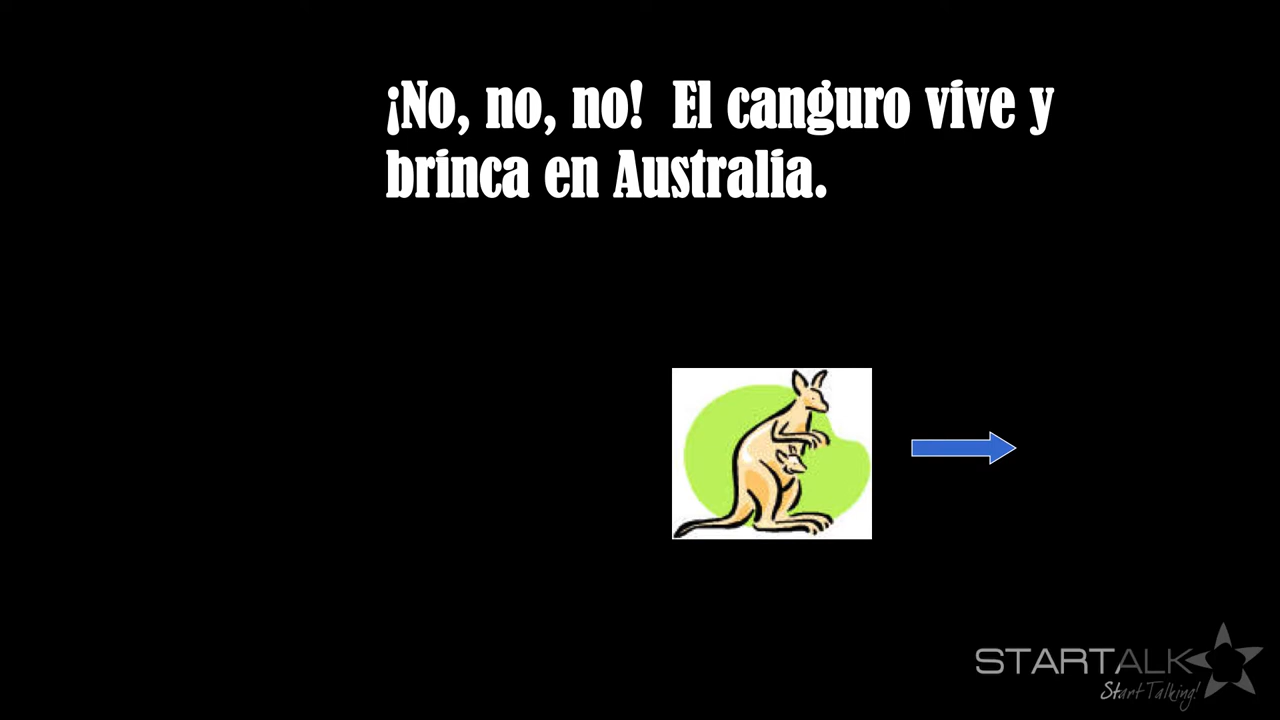 ¡No, no, no! El canguro vive y
brinca en Australia.
STARTALK
Start Talking!